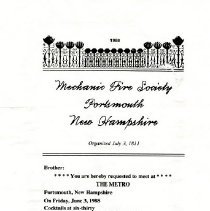 1988
Mechanic Fire Society
Portsmouth
New Hampshire
Organized July 3, 1811
Brother:
* * * * You are hereby requested to meet at * * * *
THE METRO
Portsmouth, New Hampshire
On Friday, June 3, 1988
Cocktails at six-thirty